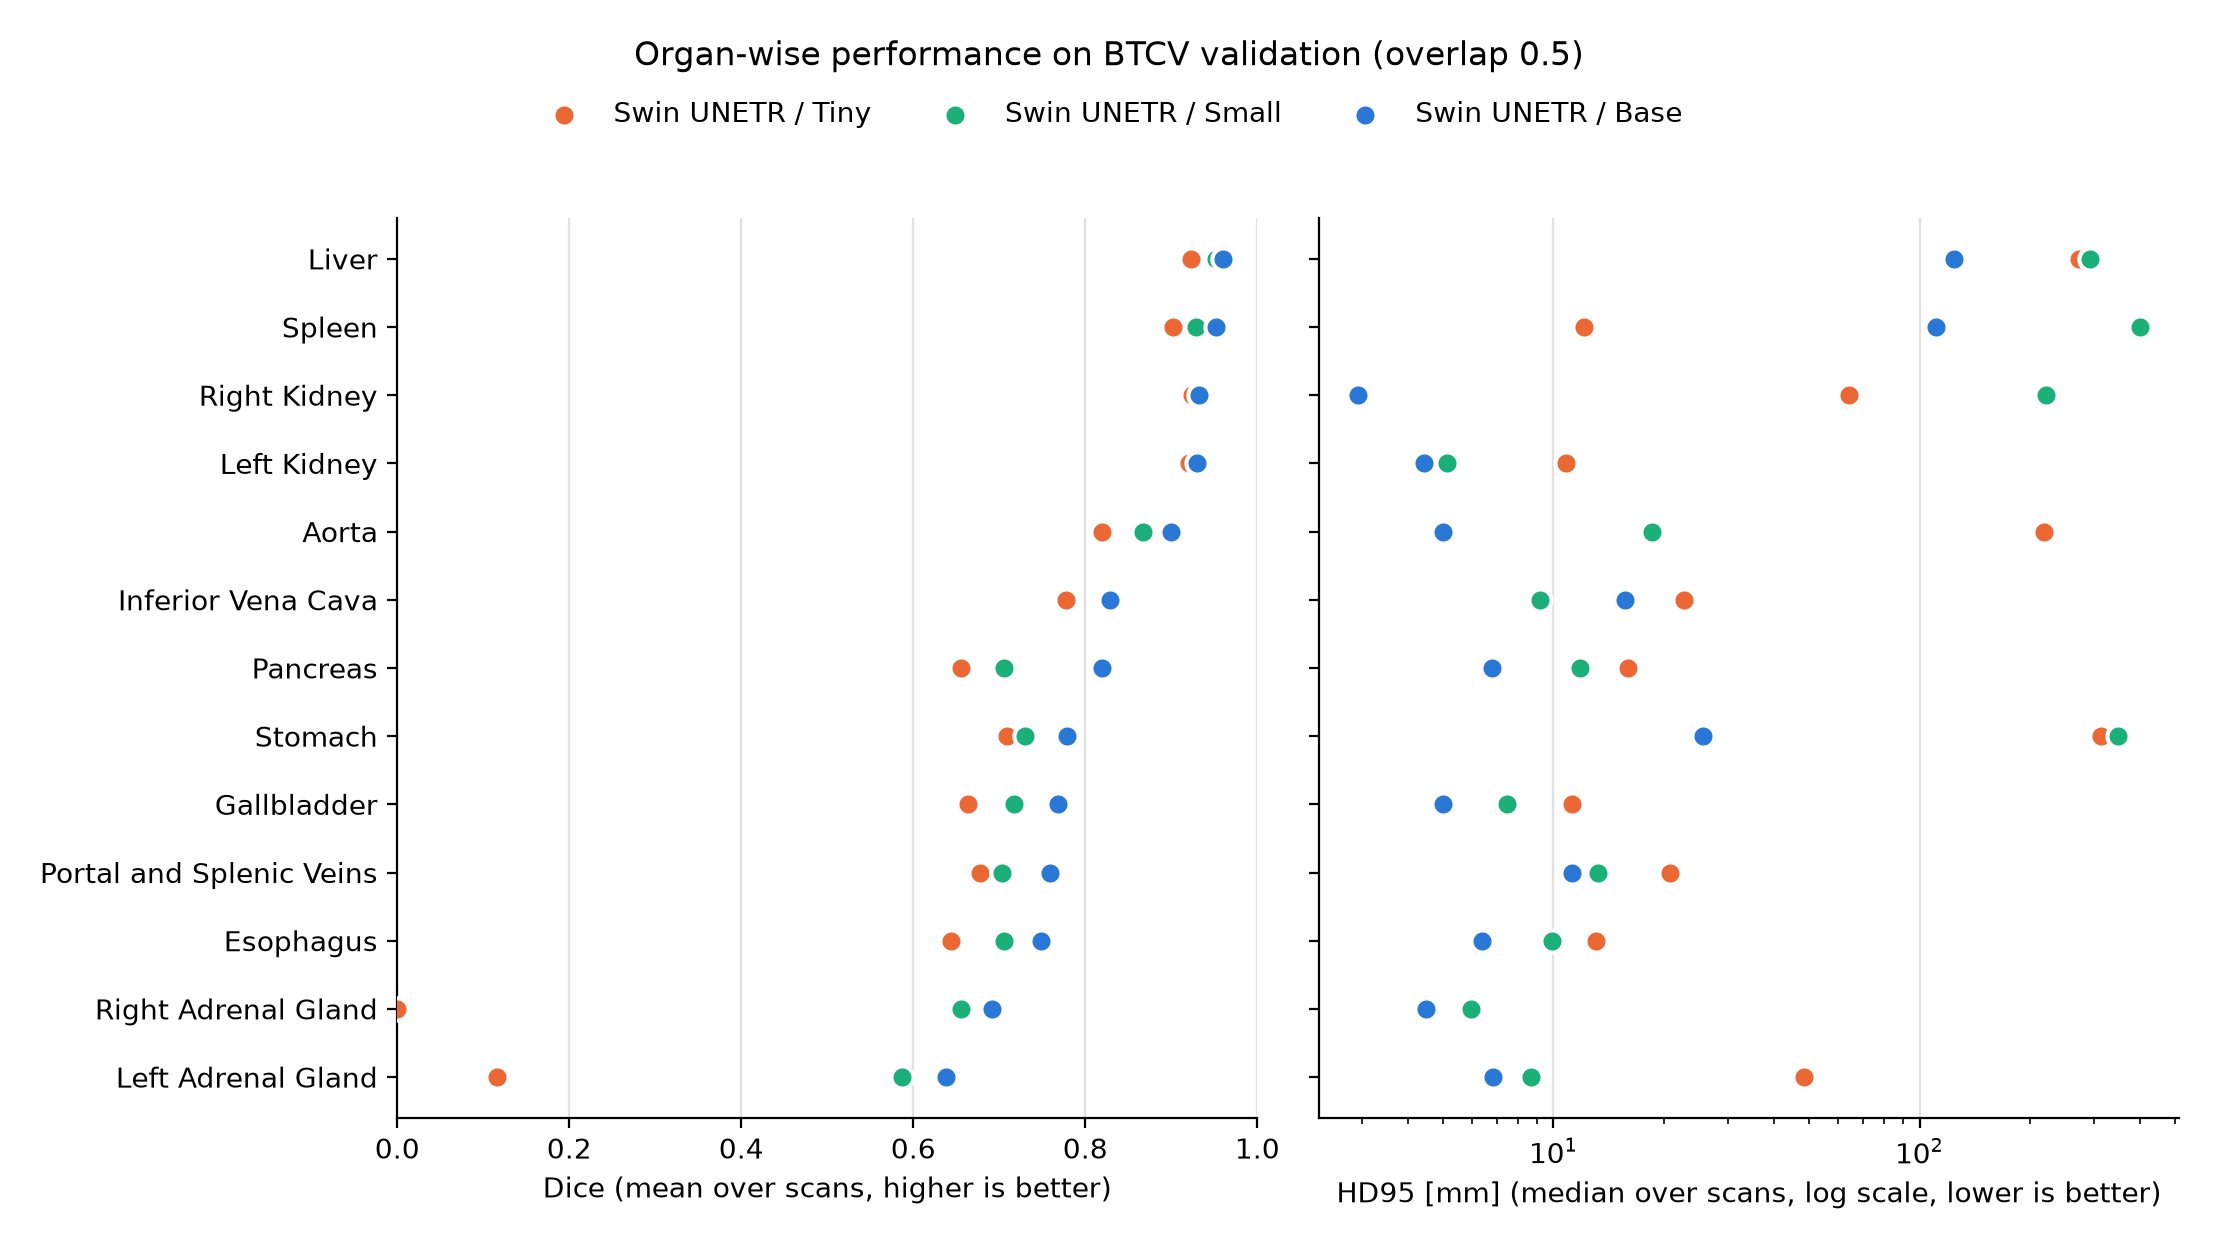 Organ-wise performance on BTCV validation (overlap 0.5)
Swin UNETR / Tiny
Swin UNETR / Small
Swin UNETR / Base
Liver
Spleen
Right Kidney
Left Kidney
Aorta
Inferior Vena Cava
Pancreas
Stomach
Gallbladder
Portal and Splenic Veins
Esophagus
Right Adrenal Gland
Left Adrenal Gland
0.0 0.2 0.4 0.6 0.8 1.0
Dice (mean over scans, higher is better)
10¹ 10²
HD95 [mm] (median over scans, log scale, lower is better)